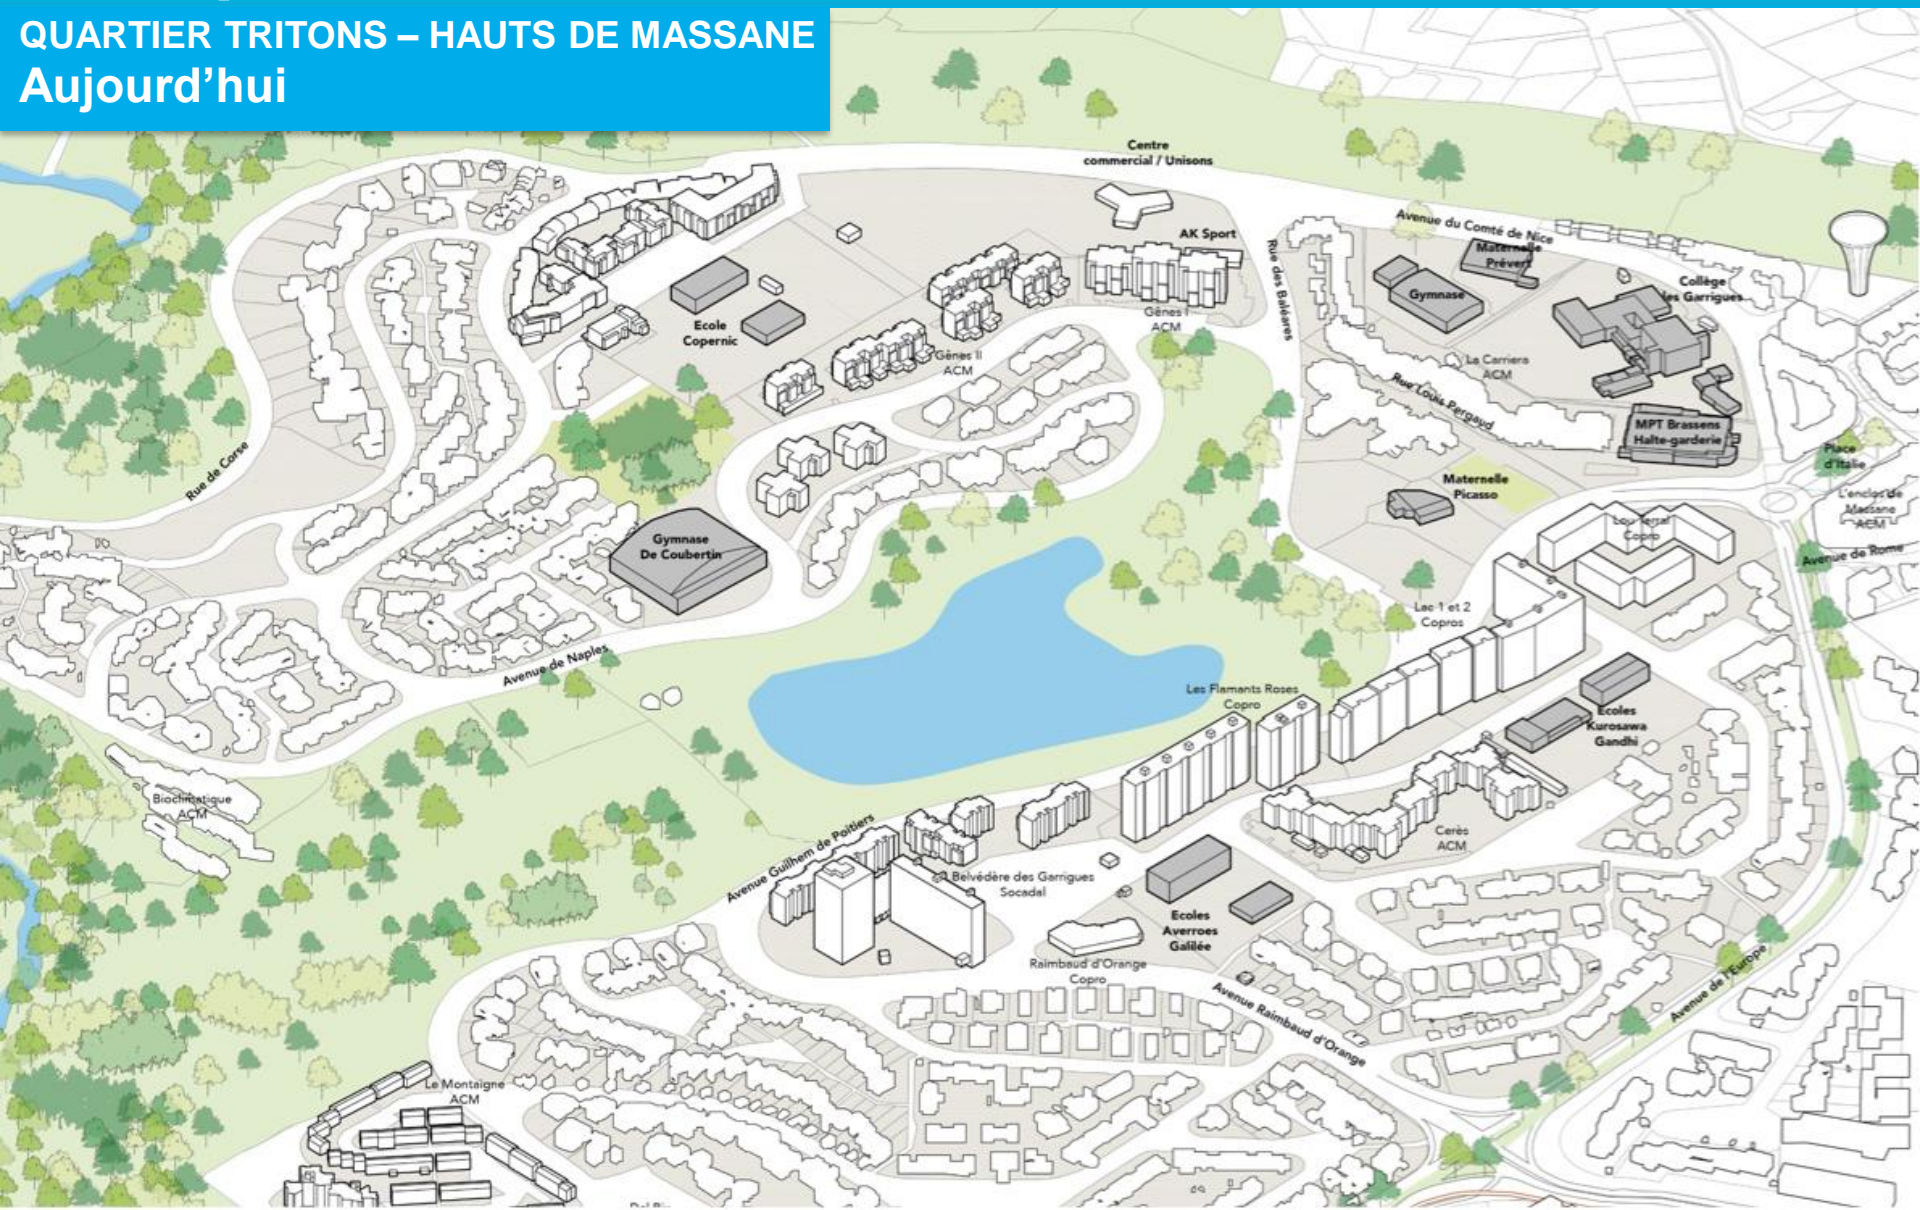 QUARTIER TRITONS – HAUTS DE MASSANE
Aujourd'hui
Centre
commercial / Unisons
AK Sport
Avenue du Comté de Nice
Maternelle
Prévert
Rue des Baléares
Gymnase
Collège
les Garrigues
Ecole
Copernic
Gênes I
ACM
Gênes II
ACM
La Carriera
ACM
Rue Louis Pergaud
MPT Brassens
Halte-garderie
Place
d'Italie
Rue de Corse
Maternelle
Picasso
L'enclos de
Massane
ACM
Lou Terral
Copro
Avenue de Rome
Gymnase
De Coubertin
Lac 1 et 2
Copros
Avenue de Naples
Les Flamants Roses
Copro
Ecoles
Kurosawa
Gandhi
Bioclimatique
ACM
Cerès
ACM
Avenue Guilhem de Poitiers
Belvédère des Garrigues
Socadal
Ecoles
Averroes
Galilée
Raimbaud d'Orange
Copro
Avenue de l'Europe
Avenue Raimbaud d'Orange
Le Montaigne
ACM